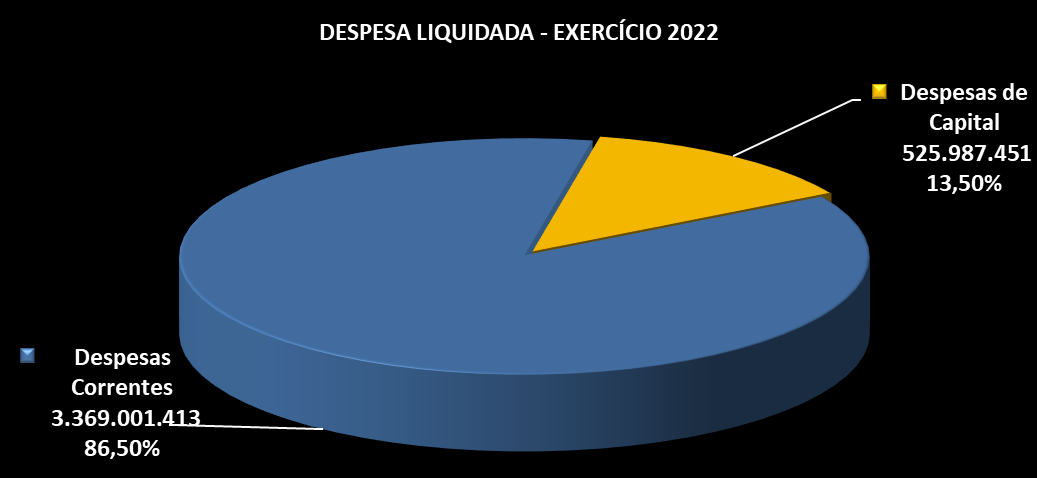 DESPESA LIQUIDADA - EXERCÍCIO 2022
Despesas de
Capital
525.987.451
13,50%
Despesas
Correntes
3.369.001.413
86,50%